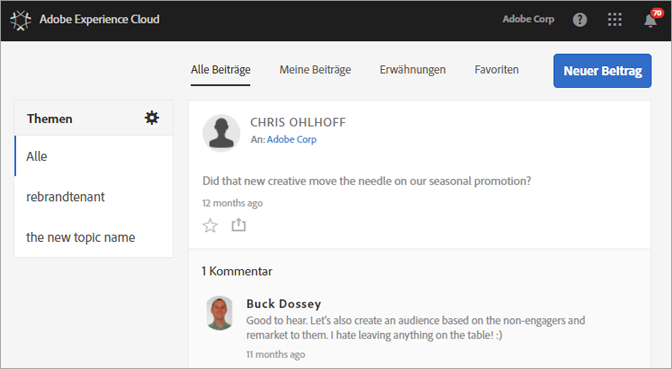 Adobe Experience Cloud
Adobe Corp
?
70
Alle Beiträge
Meine Beiträge
Erwähnungen
Favoriten
Neuer Beitrag
Themen
Alle
rebrandtenant
the new topic name
CHRIS OHLHOFF
An: Adobe Corp
Did that new creative move the needle on our seasonal promotion?
12 months ago
1 Kommentar
Buck Dossey
Good to hear. Let's also create an audience based on the non-engagers and
remarket to them. I hate leaving anything on the table! :)
11 months ago